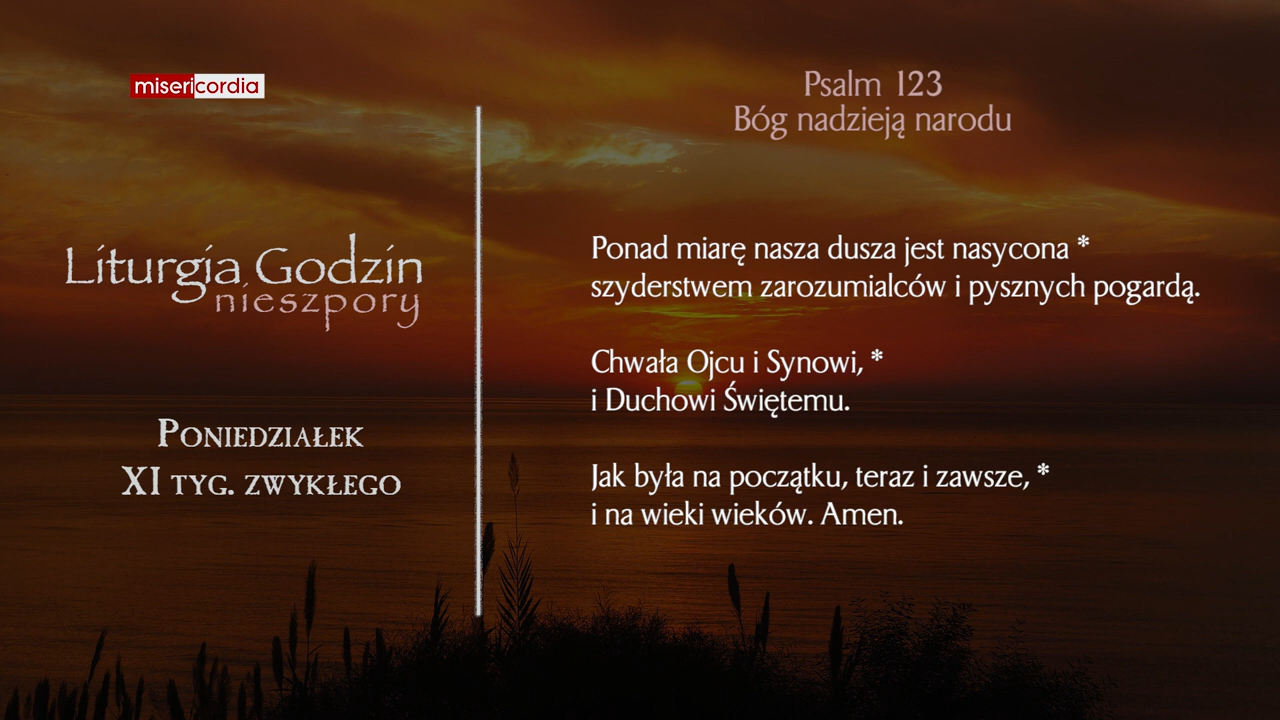 misericordia
Liturgia Godzin
nieszpory
Poniedziałek
XI tyg. zwykłego
Psalm 123
Bóg nadzieją narodu
Ponad miarę nasza dusza jest nasycona *
szyderstwem zarozumialców i pysznych pogardą.
Chwała Ojcu i Synowi, *
i Duchowi Świętemu.
Jak była na początku, teraz i zawsze, *
i na wieki wieków. Amen.